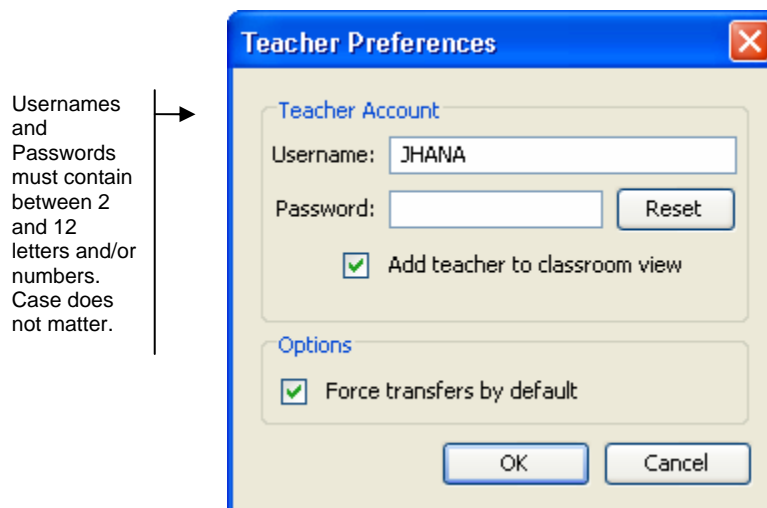 Usernames
and
Passwords
must contain
between 2
and 12
letters and/or
numbers.
Case does
not matter.
Teacher Preferences
Teacher Account
Username: JHANA
Password: Reset
Add teacher to classroom view
Options
Force transfers by default
OK Cancel